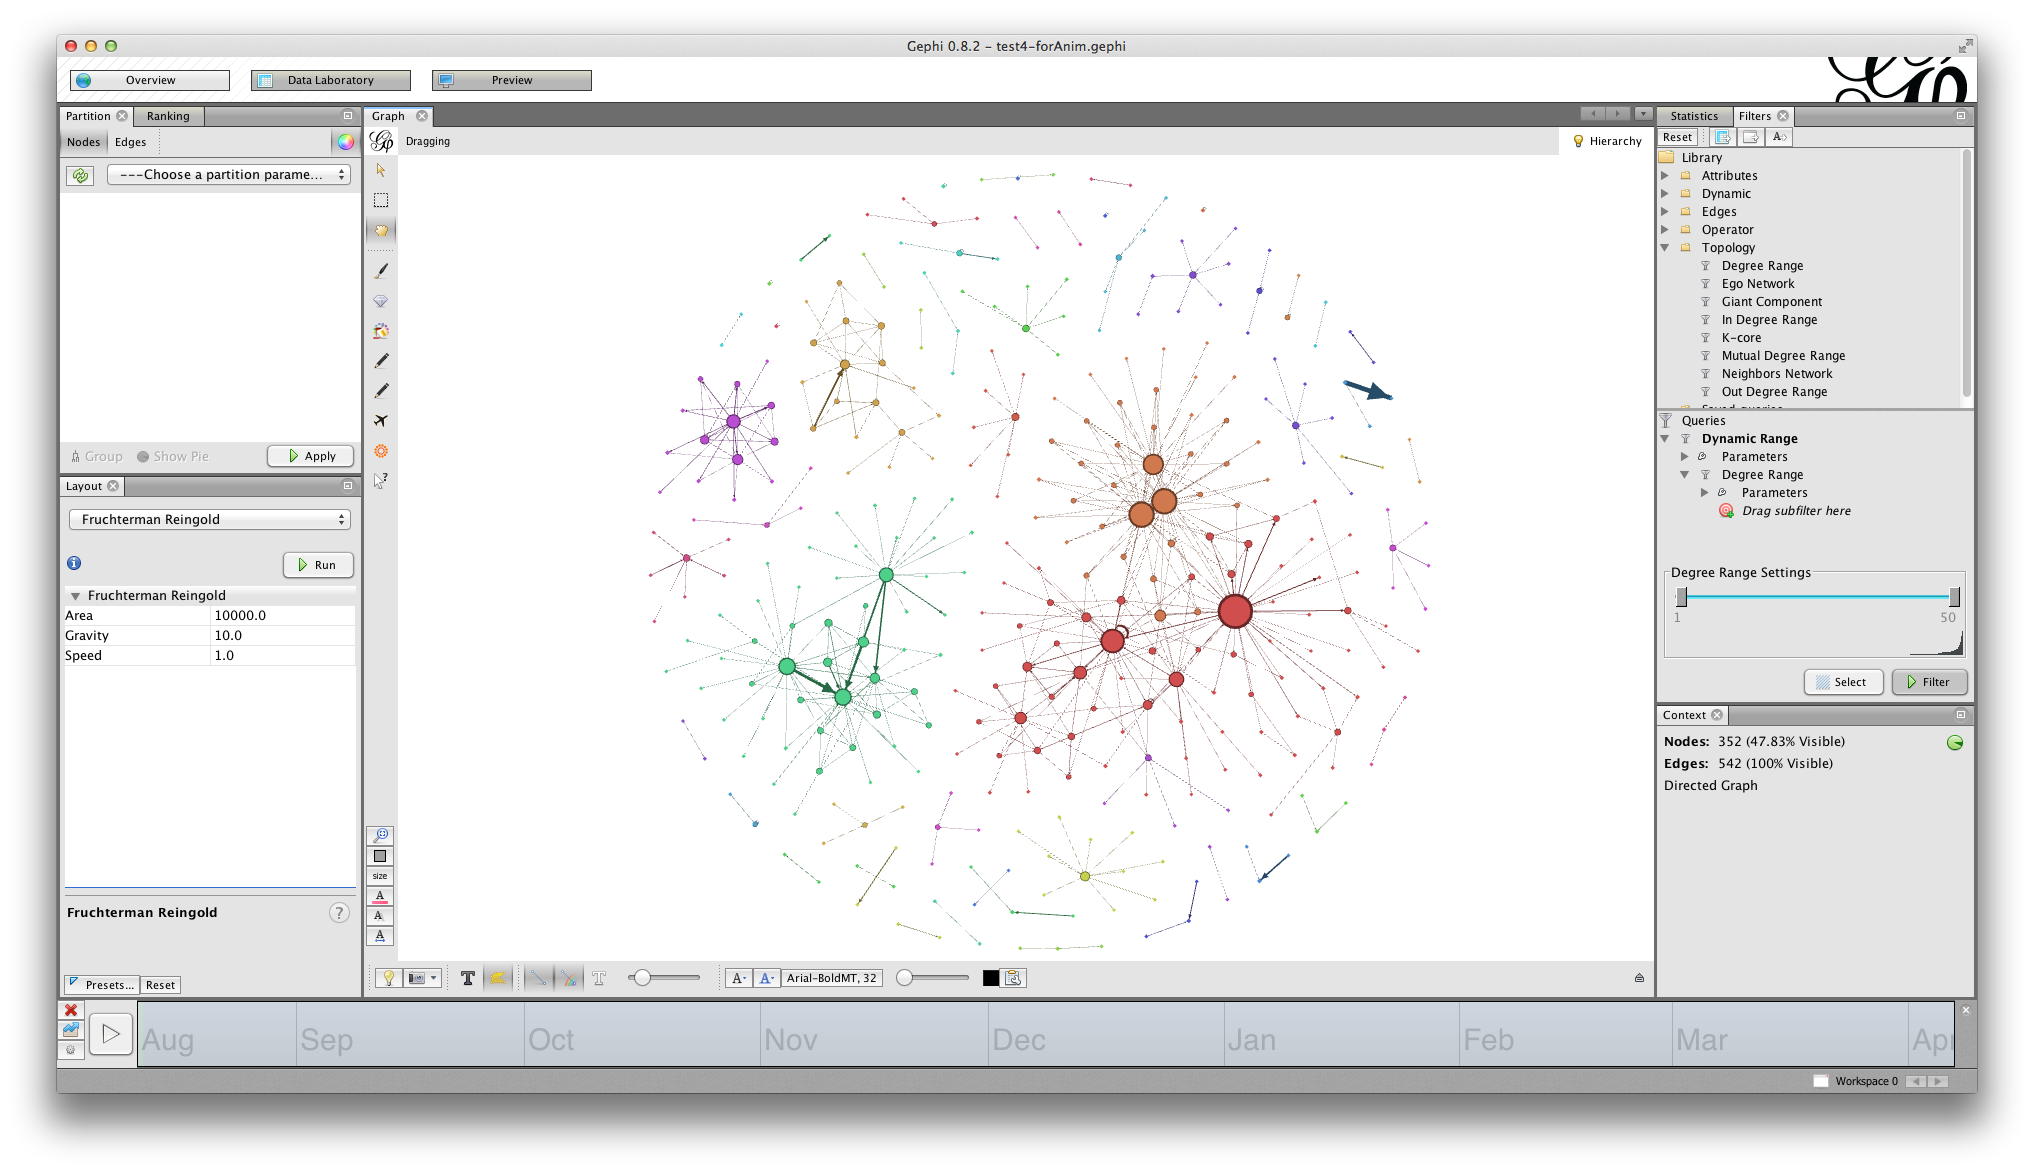 Gephi 0.8.2 - test4-forAnim.gephi
Overview
Data Laboratory
Preview
Partition
Ranking
Nodes
Edges
---Choose a partition parame...
Group
Show Pie
Apply
Layout
Fruchterman Reingold
Run
Fruchterman Reingold
Area 10000.0
Gravity 10.0
Speed 1.0
Fruchterman Reingold
?
Presets...
Reset
Graph
Dragging
Hierarchy
size
A
A
A
T
T
A
A
Arial-BoldMT, 32
Statistics
Filters
Reset
A
Library
Attributes
Dynamic
Edges
Operator
Topology
Degree Range
Ego Network
Giant Component
In Degree Range
K-core
Mutual Degree Range
Neighbors Network
Out Degree Range
Saved queries
Queries
Dynamic Range
Parameters
Degree Range
Parameters
Drag subfilter here
Degree Range Settings
1
50
Select
Filter
Context
Nodes: 352 (47.83% Visible)
Edges: 542 (100% Visible)
Directed Graph
Aug
Sep
Oct
Nov
Dec
Jan
Feb
Mar
Apr
Workspace 0